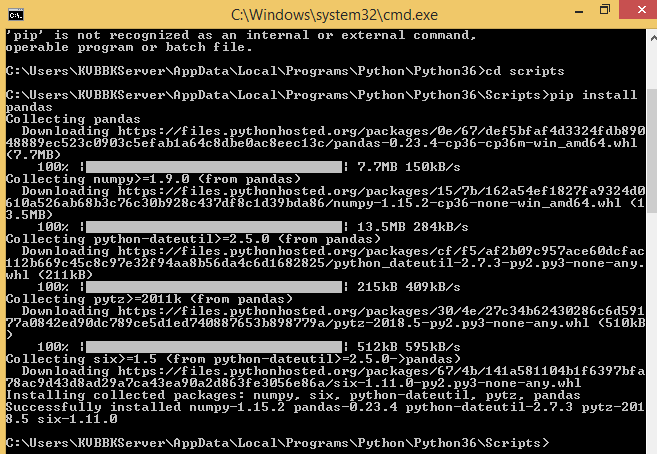 C:\Windows\system32\cmd.exe
'pip' is not recognized as an internal or external command,
operable program or batch file.
C:\Users\KVBBKServer\AppData\Local\Programs\Python\Python36>cd scripts
C:\Users\KVBBKServer\AppData\Local\Programs\Python\Python36\Scripts>pip install
pandas
Collecting pandas
Downloading https://files.pythonhosted.org/packages/0e/67/def5bfaf4d3324fdb890
48889ec523c0903c5efab1a64c8dbe0ac8eec13c/pandas-0.23.4-cp36-cp36m-win_amd64.whl
(7.7MB)
100% |████████████████████████████████| 7.7MB 150kB/s
Collecting numpy>=1.9.0 (from pandas)
Downloading https://files.pythonhosted.org/packages/15/7b/162a54ef1827fa9324d0
610a526ab68b3c76c30b928c437df8c1d39bda86/numpy-1.15.2-cp36-none-win_amd64.whl (1
3.5MB)
100% |████████████████████████████████| 13.5MB 284kB/s
Collecting python-dateutil>=2.5.0 (from pandas)
Downloading https://files.pythonhosted.org/packages/cf/f5/af2b09c957ace60dcfac
112b669c45c8c97e32f94aa8b56da4c6d1682825/python_dateutil-2.7.3-py2.py3-none-any.
whl (211kB)
100% |████████████████████████████████| 215kB 409kB/s
Collecting pytz>=2011k (from pandas)
Downloading https://files.pythonhosted.org/packages/30/4e/27c34b62430286c6d591
77a0842ed90dc789ce5d1ed740887653b898779a/pytz-2018.5-py2.py3-none-any.whl (510kB
)
100% |████████████████████████████████| 512kB 595kB/s
Collecting six>=1.5 (from python-dateutil>=2.5.0->pandas)
Downloading https://files.pythonhosted.org/packages/67/4b/141a581104b1f6397bfa
78ac9d43d8ad29a7ca43ea90a2d863fe3056e86a/six-1.11.0-py2.py3-none-any.whl
Installing collected packages: numpy, six, python-dateutil, pytz, pandas
Successfully installed numpy-1.15.2 pandas-0.23.4 python-dateutil-2.7.3 pytz-201
8.5 six-1.11.0
C:\Users\KVBBKServer\AppData\Local\Programs\Python\Python36\Scripts>